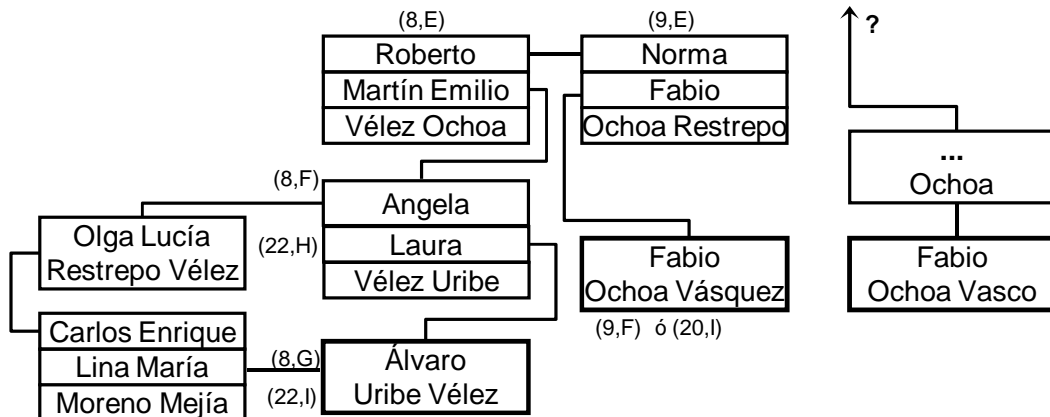 (8,E)
(9,E)
?
Roberto
Norma
Martín Emilio
Fabio
Vélez Ochoa
Ochoa Restrepo
...
Ochoa
(8,F)
Angela
Olga Lucía
Restrepo Vélez
(22,H)
Laura
Vélez Uribe
Fabio
Ochoa Vásquez
Fabio
Ochoa Vasco
(9,F) ó (20,I)
Carlos Enrique
Lina María
Moreno Mejía
(8,G)
(22,I)
Álvaro
Uribe Vélez